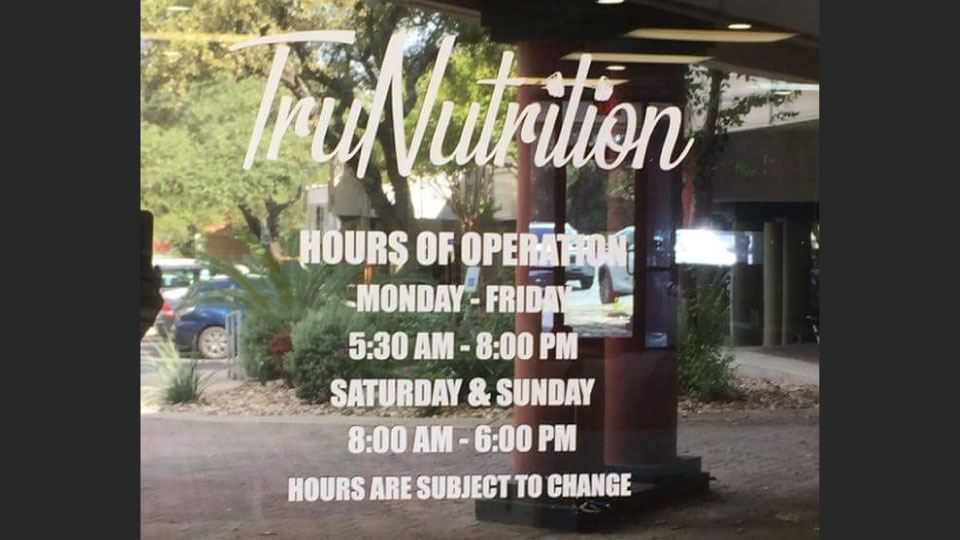 TruNutrition
HOURS OF OPERATION
MONDAY - FRIDAY
5:30 AM - 8:00 PM
SATURDAY & SUNDAY
8:00 AM - 6:00 PM
HOURS ARE SUBJECT TO CHANGE